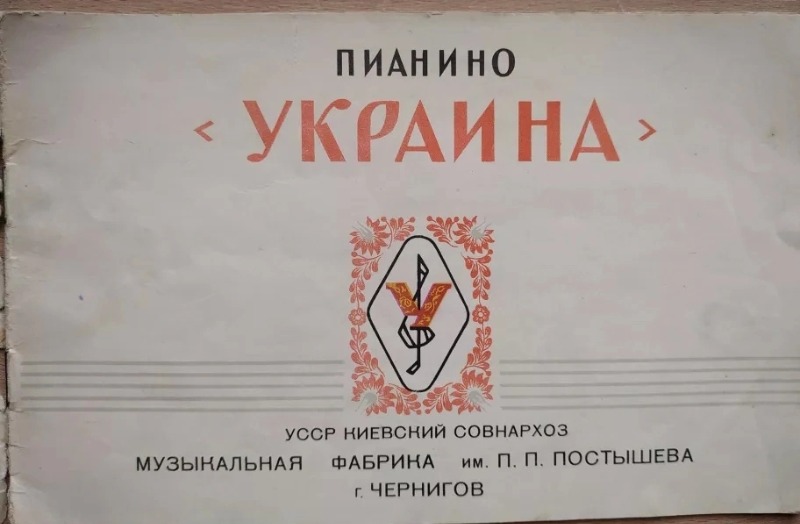 ПИАНИНО
< УКРАИНА >
У
УССР КИЕВСКИЙ СОВНАРХОЗ
МУЗЫКАЛЬНАЯ ФАБРИКА им. П. П. ПОСТЫШЕВА
г. ЧЕРНИГОВ